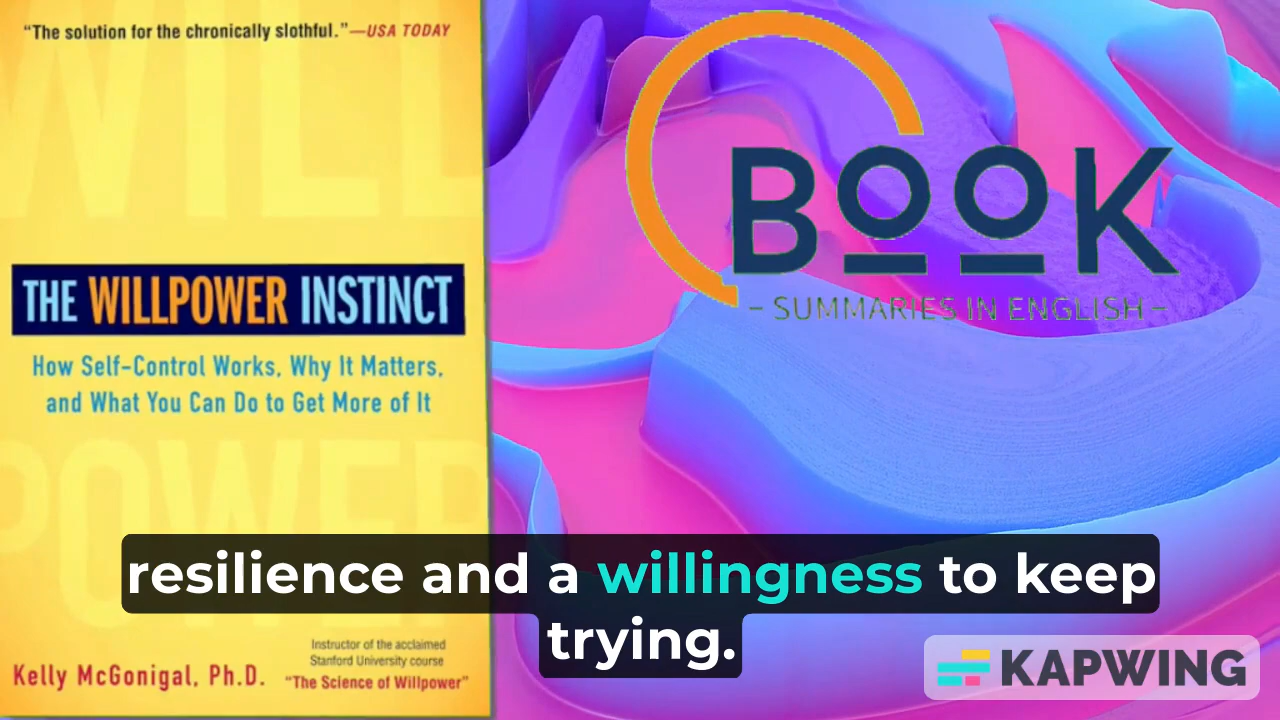 “The solution for the chronically slothful.”—USA TODAY
WILL
THE WILLPOWER INSTINCT
How Self-Control Works, Why It Matters,
and What You Can Do to Get More of It
POWER
Instructor of the acclaimed
Stanford University course
Kelly McGonigal, Ph.D. “The Science of Willpower”
BOOK
– SUMMARIES IN ENGLISH –
resilience and a willingness to keep
trying.
KAPWING